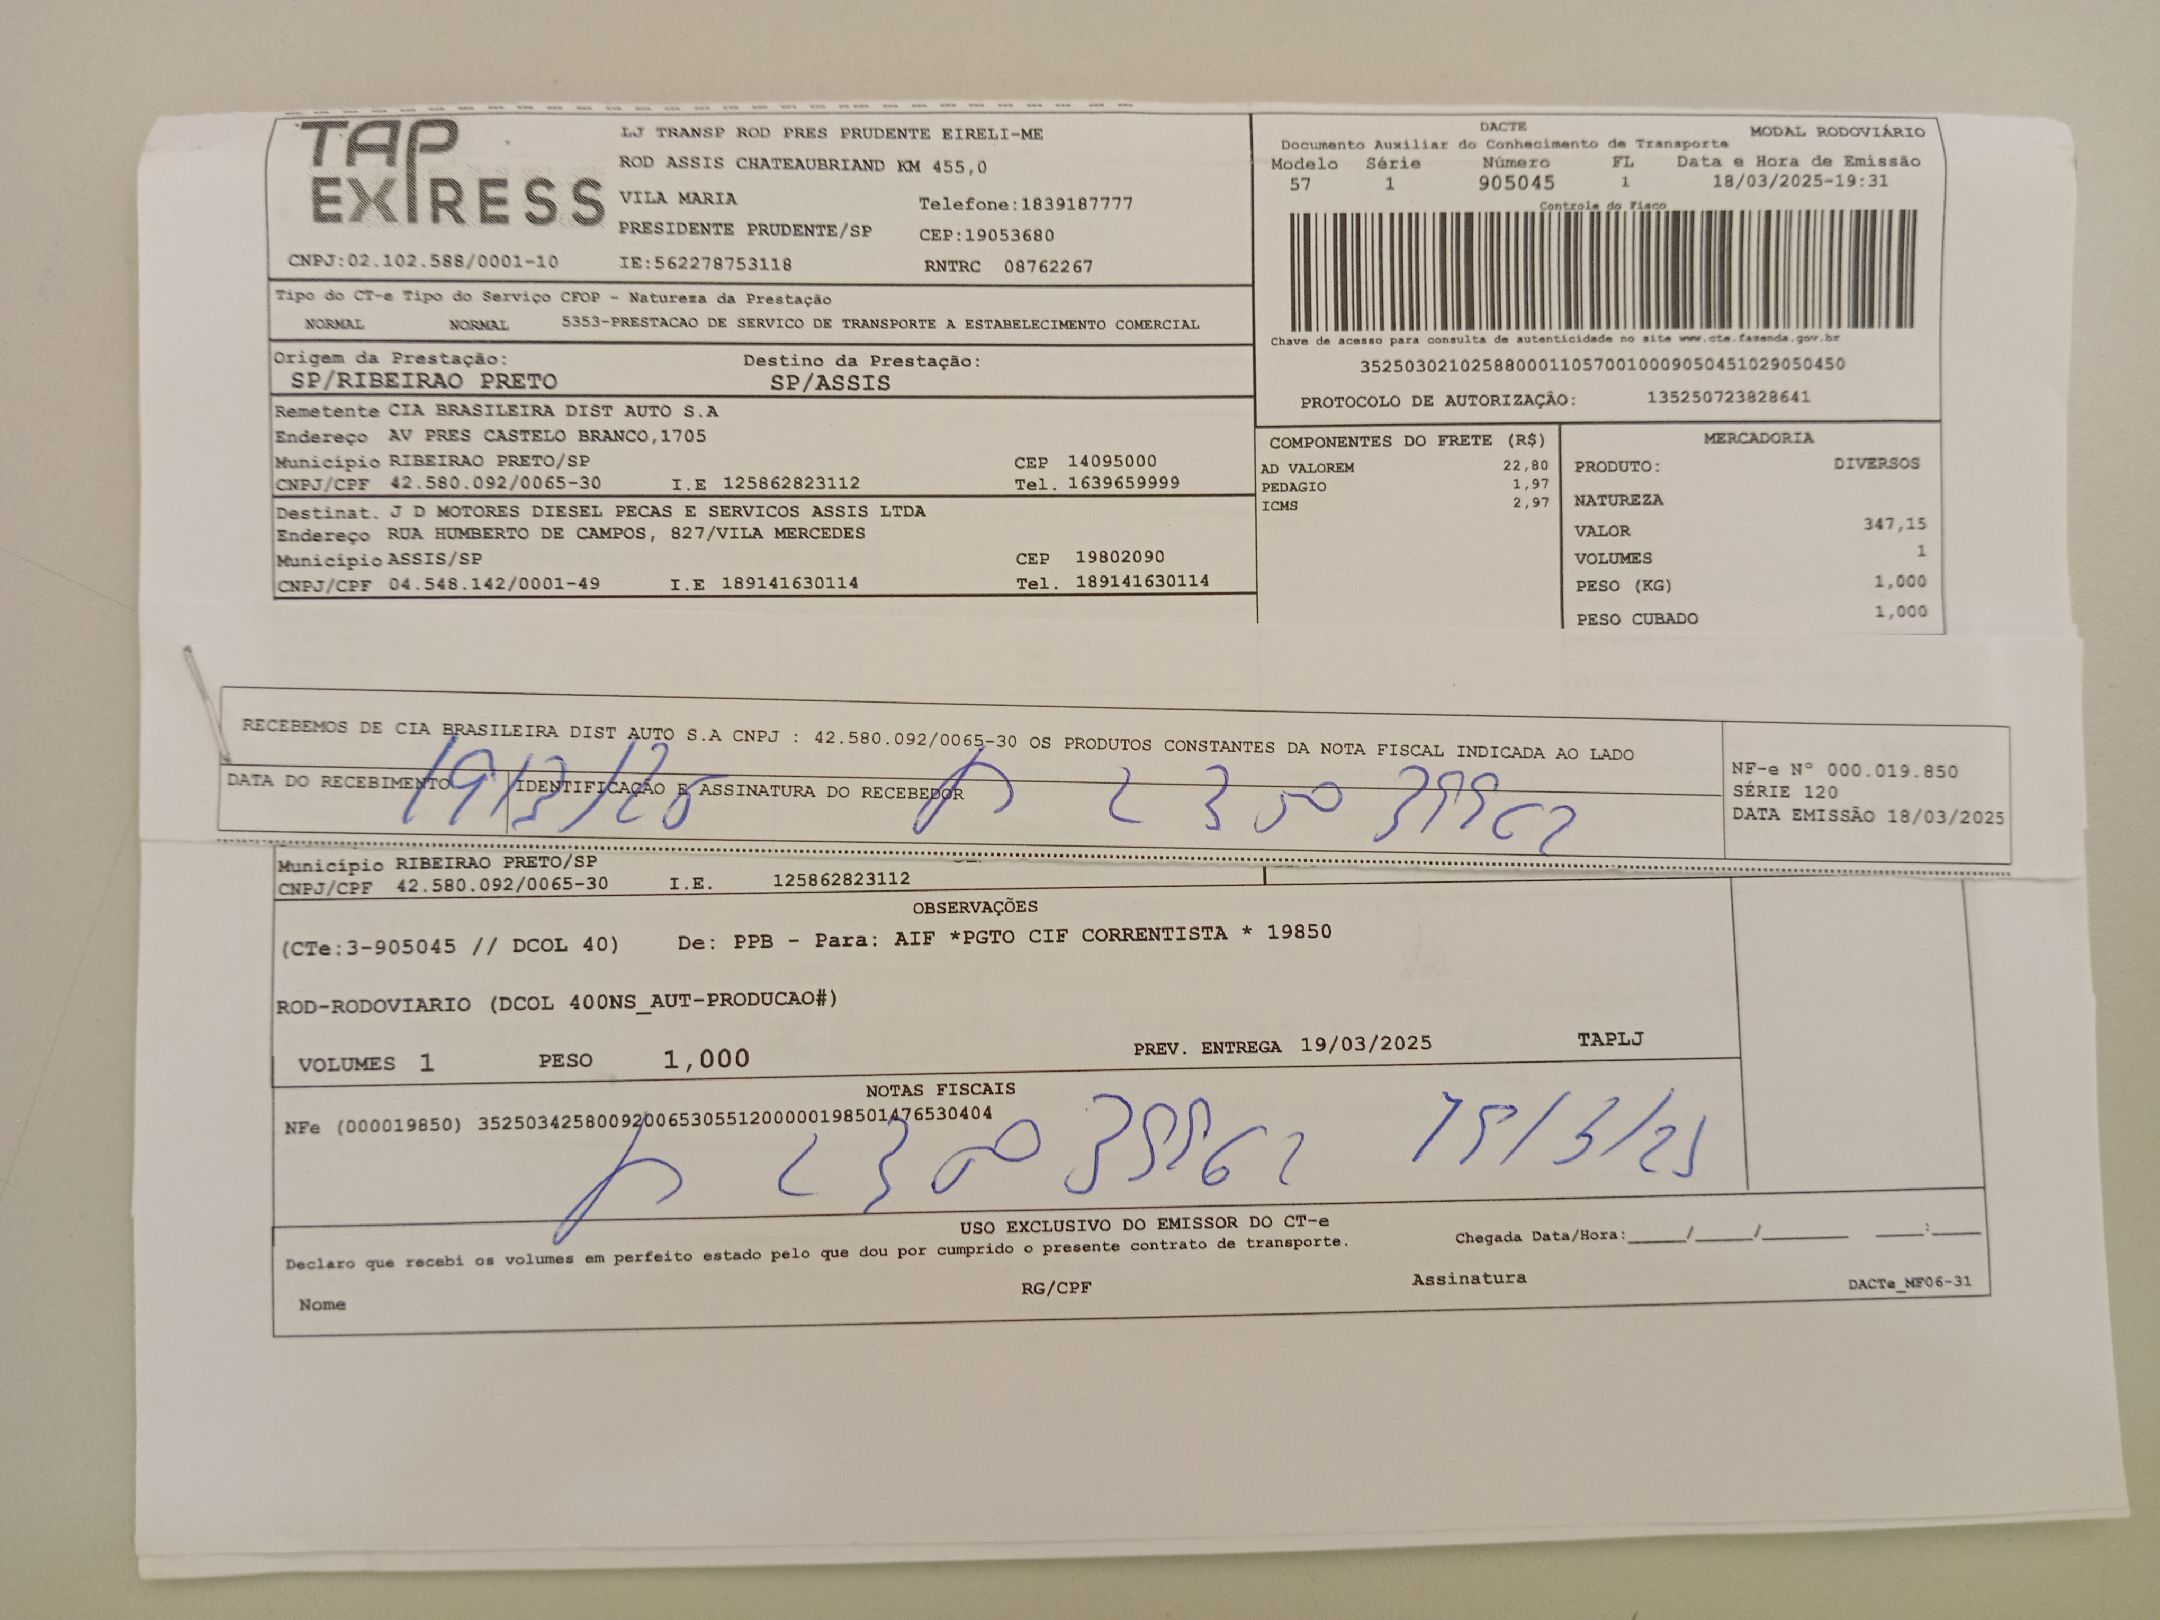 TAP EXPRESS
LJ TRANSP ROD PRES PRUDENTE EIRELI-ME
ROD ASSIS CHATEAUBRIAND KM 455,0
VILA MARIA Telefone:1839187777
PRESIDENTE PRUDENTE/SP CEP:19053680
CNPJ:02.102.588/0001-10 IE:562278753118 RNTRC 08762267
DACTE MODAL RODOVIÁRIO
Documento Auxiliar do Conhecimento de Transporte
Modelo Série Número FL Data e Hora de Emissão
57 1 905045 1 18/03/2025-19:31
Controle do Fisco
Chave de acesso para consulta de autenticidade no site www.cte.fazenda.gov.br
35250302102588000110570010009050451029050450
PROTOCOLO DE AUTORIZAÇÃO: 135250723828641
Tipo do CT-e Tipo do Serviço CFOP - Natureza da Prestação
NORMAL NORMAL 5353-PRESTACAO DE SERVICO DE TRANSPORTE A ESTABELECIMENTO COMERCIAL
Origem da Prestação: Destino da Prestação:
SP/RIBEIRAO PRETO SP/ASSIS
Remetente CIA BRASILEIRA DIST AUTO S.A
Endereço AV PRES CASTELO BRANCO,1705
Município RIBEIRAO PRETO/SP CEP 14095000
CNPJ/CPF 42.580.092/0065-30 I.E 125862823112 Tel. 1639659999
Destinat. J D MOTORES DIESEL PECAS E SERVICOS ASSIS LTDA
Endereço RUA HUMBERTO DE CAMPOS, 827/VILA MERCEDES
Município ASSIS/SP CEP 19802090
CNPJ/CPF 04.548.142/0001-49 I.E 189141630114 Tel. 189141630114
COMPONENTES DO FRETE (R$)
AD VALOREM 22,80
PEDAGIO 1,97
ICMS 2,97
MERCADORIA
PRODUTO: DIVERSOS
NATUREZA
VALOR 347,15
VOLUMES 1
PESO (KG) 1,000
PESO CUBADO 1,000
RECEBEMOS DE CIA BRASILEIRA DIST AUTO S.A CNPJ : 42.580.092/0065-30 OS PRODUTOS CONSTANTES DA NOTA FISCAL INDICADA AO LADO
DATA DO RECEBIMENTO IDENTIFICAÇÃO E ASSINATURA DO RECEBEDOR
19/3/25
NF-e Nº 000.019.850
SÉRIE 120
DATA EMISSÃO 18/03/2025
Município RIBEIRAO PRETO/SP
CNPJ/CPF 42.580.092/0065-30 I.E. 125862823112
OBSERVAÇÕES
(CTe:3-905045 // DCOL 40) De: PPB - Para: AIF *PGTO CIF CORRENTISTA * 19850
ROD-RODOVIARIO (DCOL 400NS_AUT-PRODUCAO#)
VOLUMES 1 PESO 1,000 PREV. ENTREGA 19/03/2025 TAPLJ
NOTAS FISCAIS
NFe (000019850) 35250342580092006530551200000198501476530404
19/3/25
USO EXCLUSIVO DO EMISSOR DO CT-e
Declaro que recebi os volumes em perfeito estado pelo que dou por cumprido o presente contrato de transporte. Chegada Data/Hora:_____/_____/_______ ____:____
Nome RG/CPF Assinatura DACTe_MF06-31